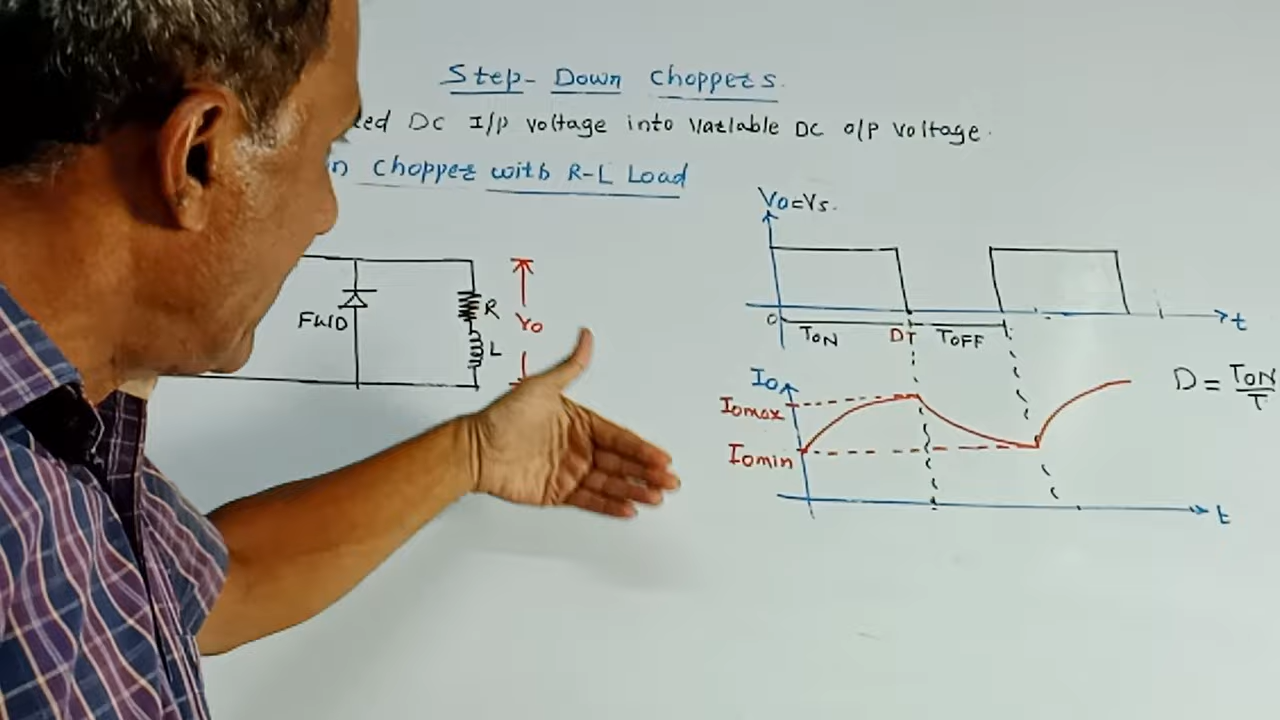 Step-Down Choppers.
DC I/p voltage into variable DC o/p voltage.
Chopper with R-L Load
Vo=Vs.
FWD
R
L
Vo
0
TON
DT
TOFF
t
Io
Iomax
Iomin
t
D = TON/T